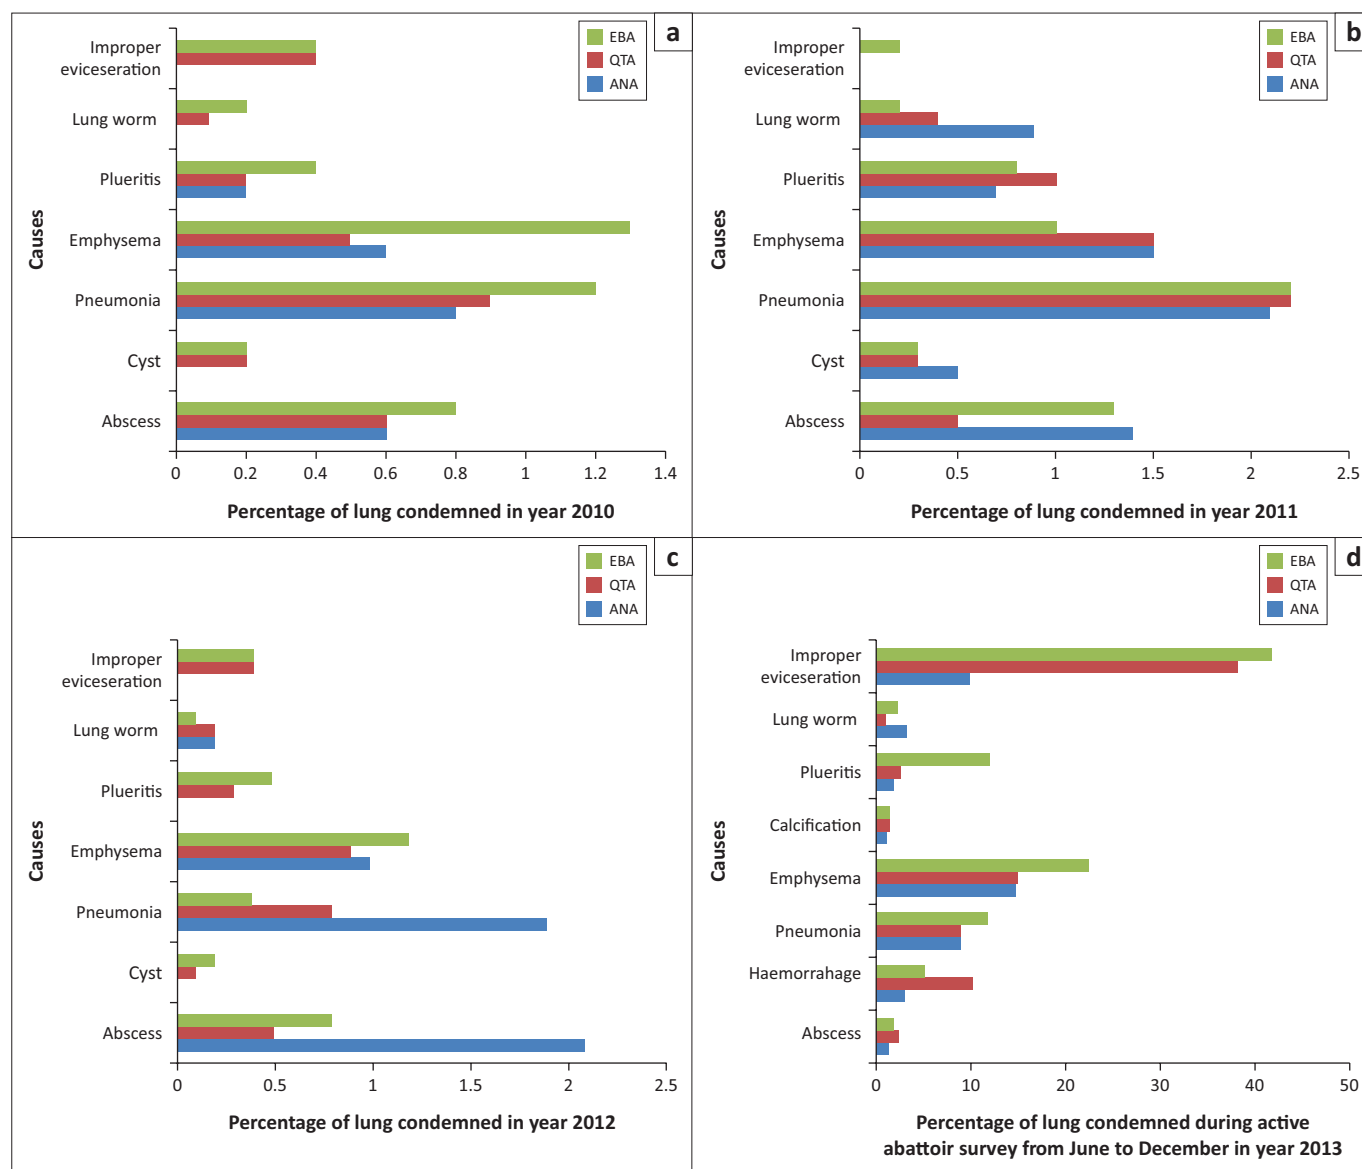 a
EBA
QTA
ANA
Causes
Improper
eviceseration
Lung worm
Plueritis
Emphysema
Pneumonia
Cyst
Abscess
0 0.2 0.4 0.6 0.8 1.0 1.2 1.4
Percentage of lung condemned in year 2010
b
EBA
QTA
ANA
Causes
Improper
eviceseration
Lung worm
Plueritis
Emphysema
Pneumonia
Cyst
Abscess
0 0.5 1 1.5 2 2.5
Percentage of lung condemned in year 2011
c
EBA
QTA
ANA
Causes
Improper
eviceseration
Lung worm
Plueritis
Emphysema
Pneumonia
Cyst
Abscess
0 0.5 1 1.5 2 2.5
Percentage of lung condemned in year 2012
d
EBA
QTA
ANA
Causes
Improper
eviceseration
Lung worm
Plueritis
Calcification
Emphysema
Pneumonia
Haemorrahage
Abscess
0 10 20 30 40 50
Percentage of lung condemned during active
abattoir survey from June to December in year 2013